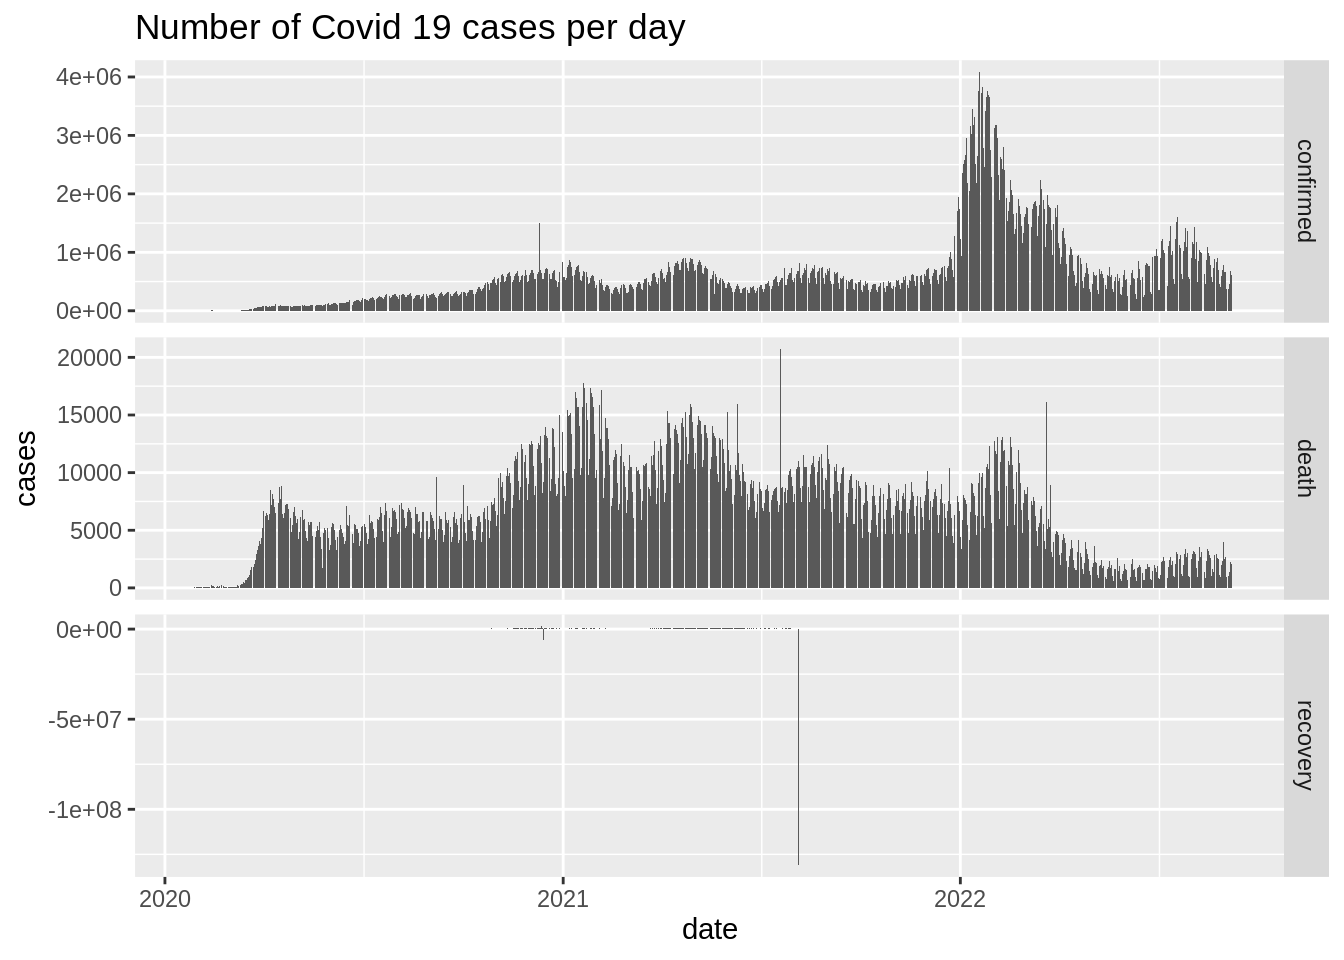 Number of Covid 19 cases per day
4e+06
3e+06
2e+06
1e+06
0e+00
confirmed
20000
15000
10000
5000
0
death
cases
0e+00
-5e+07
-1e+08
recovery
2020
2021
2022
date